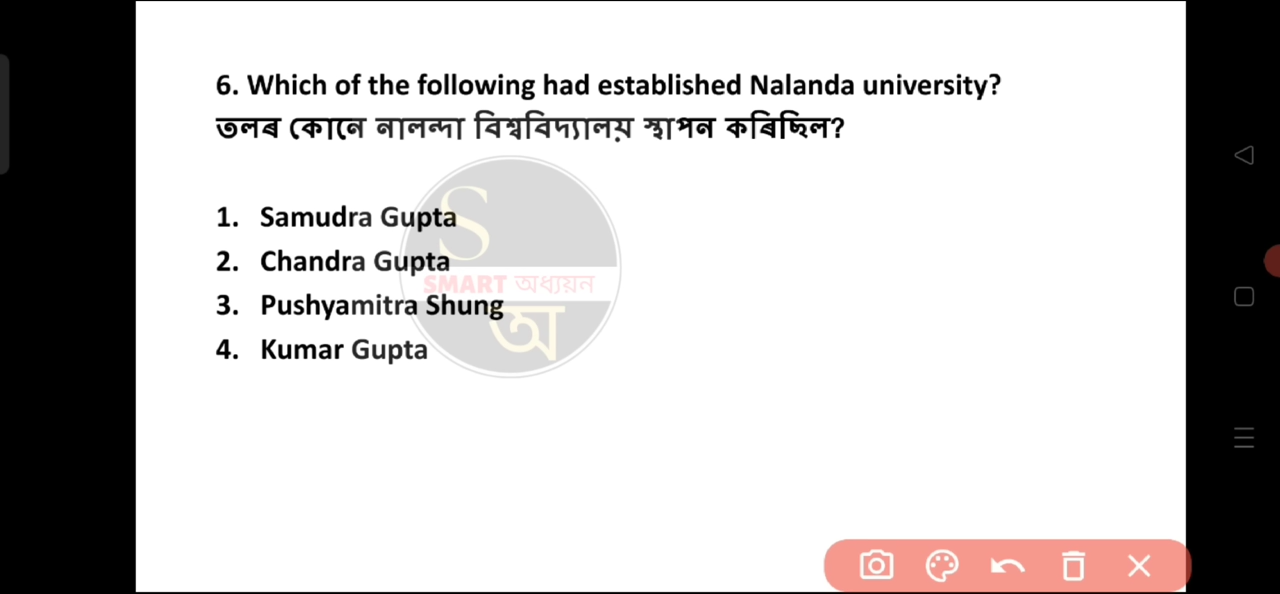 6. Which of the following had established Nalanda university?
তলৰ কোনে নালন্দা বিশ্ববিদ্যালয় স্থাপন কৰিছিল?
1. Samudra Gupta
2. Chandra Gupta
SMART অধ্যয়ন
3. Pushyamitra Shung
4. Kumar Gupta
S
অ